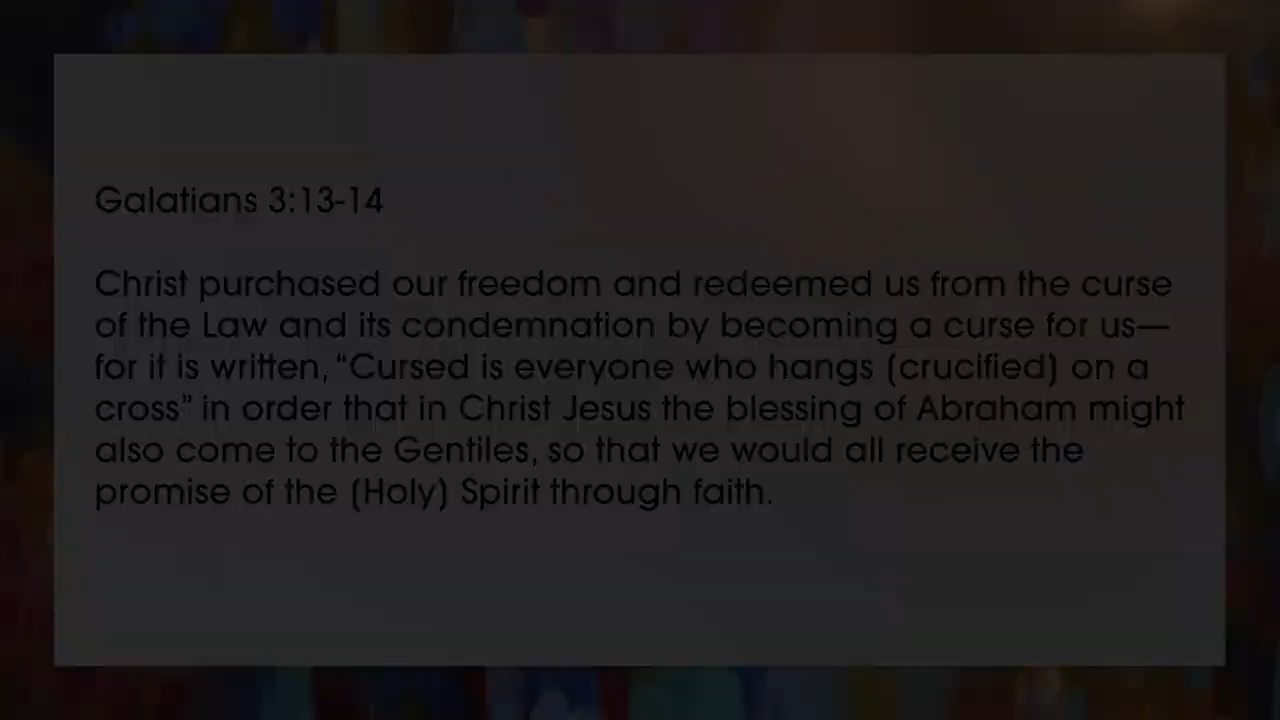 Galatians 3:13-14
Christ purchased our freedom and redeemed us from the curse
of the Law and its condemnation by becoming a curse for us—
for it is written, “Cursed is everyone who hangs (crucified) on a
cross” in order that in Christ Jesus the blessing of Abraham might
also come to the Gentiles, so that we would all receive the
promise of the (Holy) Spirit through faith.